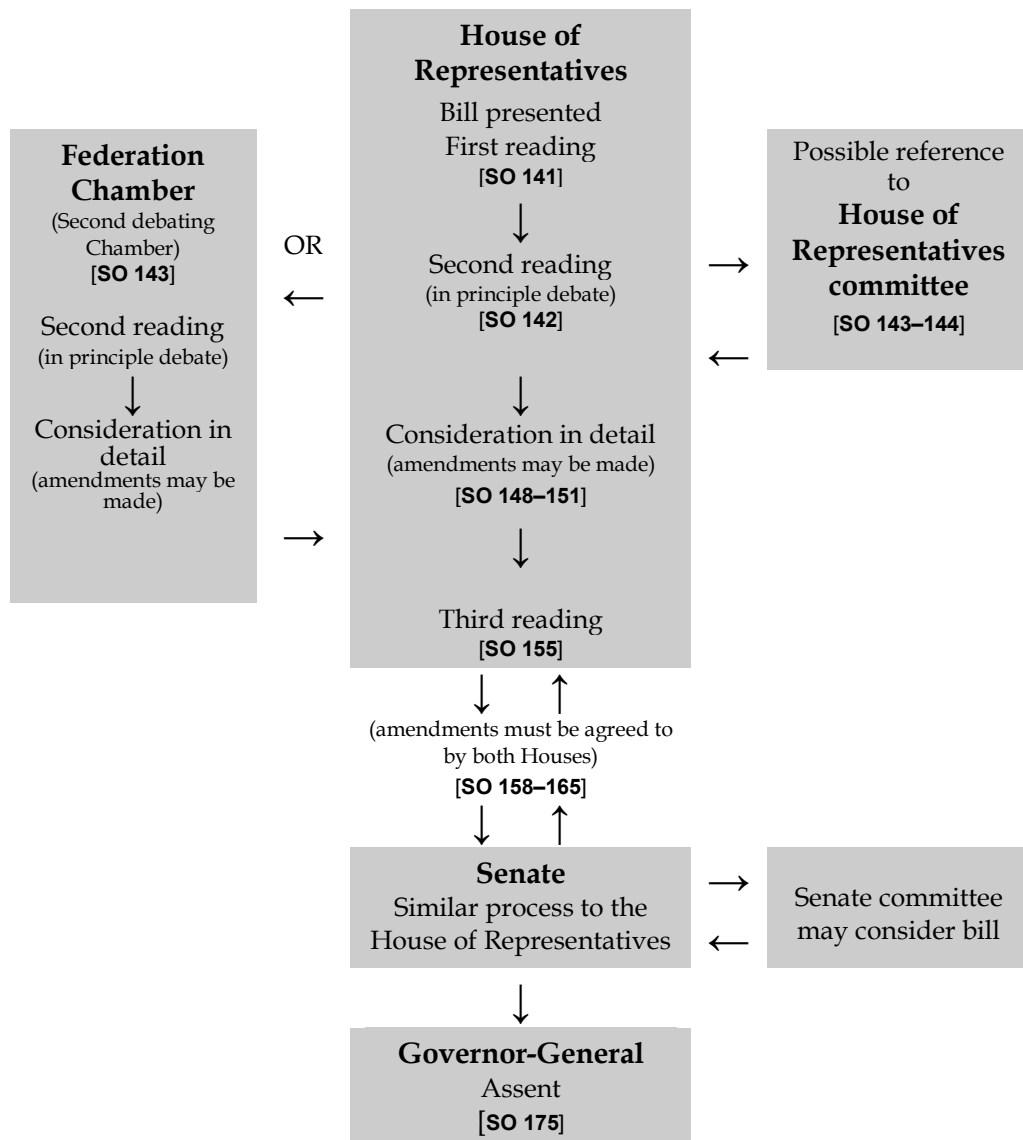 House of
Representatives
Bill presented
First reading
[SO 141]
Second reading
(in principle debate)
[SO 142]
Consideration in detail
(amendments may be made)
[SO 148–151]
Third reading
[SO 155]
Federation
Chamber
(Second debating
Chamber)
[SO 143]
Second reading
(in principle debate)
Consideration in
detail
(amendments may be
made)
OR
Possible reference
to
House of
Representatives
committee
[SO 143–144]
(amendments must be agreed to
by both Houses)
[SO 158–165]
Senate
Similar process to the
House of Representatives
Senate committee
may consider bill
Governor-General
Assent
[SO 175]